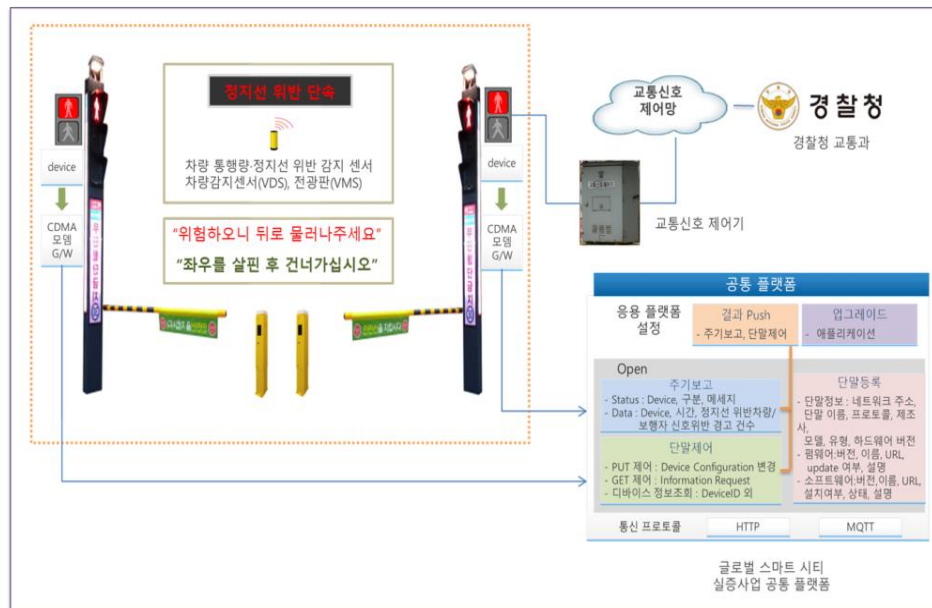 정지선 위반 단속
차량 통행량·정지선 위반 감지 센서
차량감지센서(VDS), 전광판(VMS)
device
CDMA
모뎀
G/W
"위험하오니 뒤로 물러나주세요"
"좌우를 살핀 후 건너가십시오"
device
CDMA
모뎀
G/W
교통신호
제어망
경찰청
경찰청 교통과
교통신호 제어기
공통 플랫폼
응용 플랫폼
설정
결과 Push
- 주기보고, 단말제어
업그레이드
- 애플리케이션
Open
주기보고
- Status : Device, 구분, 메세지
- Data : Device, 시간, 정지선 위반차량/
보행자 신호위반 경고 건수
단말제어
- PUT 제어 : Device Configuration 변경
- GET 제어 : Information Request
- 디바이스 정보조회 : DeviceID 외
단말등록
- 단말정보 : 네트워크 주소,
단말 이름, 프로토콜, 제조
사,
모델, 유형, 하드웨어 버전
- 펌웨어:버전, 이름, URL,
update 여부, 설명
- 소프트웨어:버전,이름, URL,
설치여부, 상태, 설명
통신 프로토콜
HTTP
MQTT
글로벌 스마트 시티
실증사업 공통 플랫폼